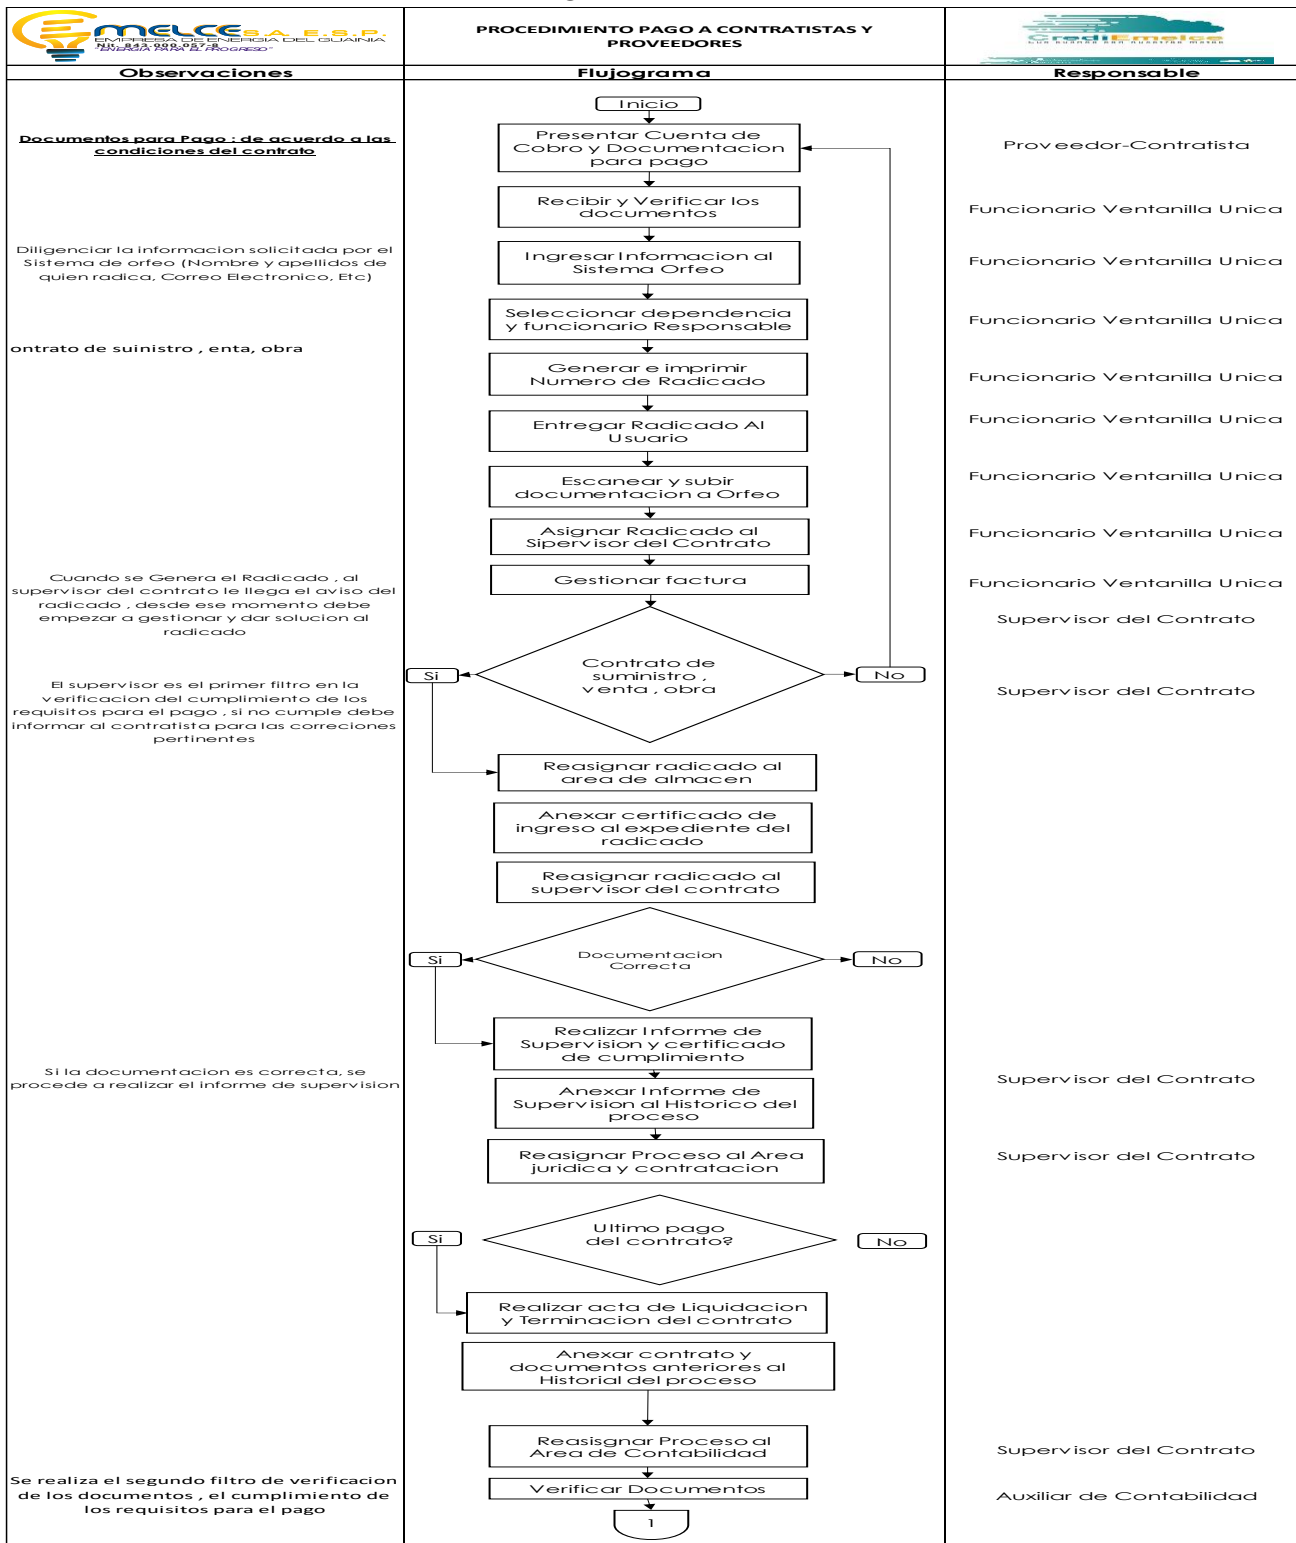 EMELCE S.A. E.S.P.
EMPRESA DE ENERGIA DEL GUAINIA
Nit- 843.000.057-8
"ENERGIA PARA EL PROGRESO"
PROCEDIMIENTO PAGO A CONTRATISTAS Y
PROVEEDORES
CrediEmelce
Observaciones
Flujograma
Responsable
Inicio
Documentos para Pago : de acuerdo a las
condiciones del contrato
Presentar Cuenta de
Cobro y Documentacion
para pago
Proveedor-Contratista
Recibir y Verificar los
documentos
Funcionario Ventanilla Unica
Diligenciar la informacion solicitada por el
Sistema de orfeo (Nombre y apellidos de
quien radica, Correo Electronico, Etc)
Ingresar Informacion al
Sistema Orfeo
Funcionario Ventanilla Unica
Seleccionar dependencia
y funcionario Responsable
Funcionario Ventanilla Unica
ontrato de suinistro , enta, obra
Generar e imprimir
Numero de Radicado
Funcionario Ventanilla Unica
Entregar Radicado Al
Usuario
Funcionario Ventanilla Unica
Escanear y subir
documentacion a Orfeo
Funcionario Ventanilla Unica
Asignar Radicado al
Sipervisor del Contrato
Funcionario Ventanilla Unica
Cuando se Genera el Radicado , al
supervisor del contrato le llega el aviso del
radicado , desde ese momento debe
empezar a gestionar y dar solucion al
radicado
Gestionar factura
Funcionario Ventanilla Unica
Supervisor del Contrato
Si
Contrato de
suministro ,
venta , obra
No
El supervisor es el primer filtro en la
verificacion del cumplimiento de los
requisitos para el pago , si no cumple debe
informar al contratista para las correciones
pertinentes
Supervisor del Contrato
Reasignar radicado al
area de almacen
Anexar certificado de
ingreso al expediente del
radicado
Reasignar radicado al
supervisor del contrato
Si
Documentacion
Correcta
No
Realizar Informe de
Supervision y certificado
de cumplimiento
Si la documentacion es correcta, se
procede a realizar el informe de supervision
Anexar Informe de
Supervision al Historico del
proceso
Supervisor del Contrato
Reasignar Proceso al Area
juridica y contratacion
Supervisor del Contrato
Si
Ultimo pago
del contrato?
No
Realizar acta de Liquidacion
y Terminacion del contrato
Anexar contrato y
documentos anteriores al
Historial del proceso
Reasisgnar Proceso al
Area de Contabilidad
Supervisor del Contrato
Se realiza el segundo filtro de verificacion
de los documentos , el cumplimiento de
los requisitos para el pago
Verificar Documentos
Auxiliar de Contabilidad
1